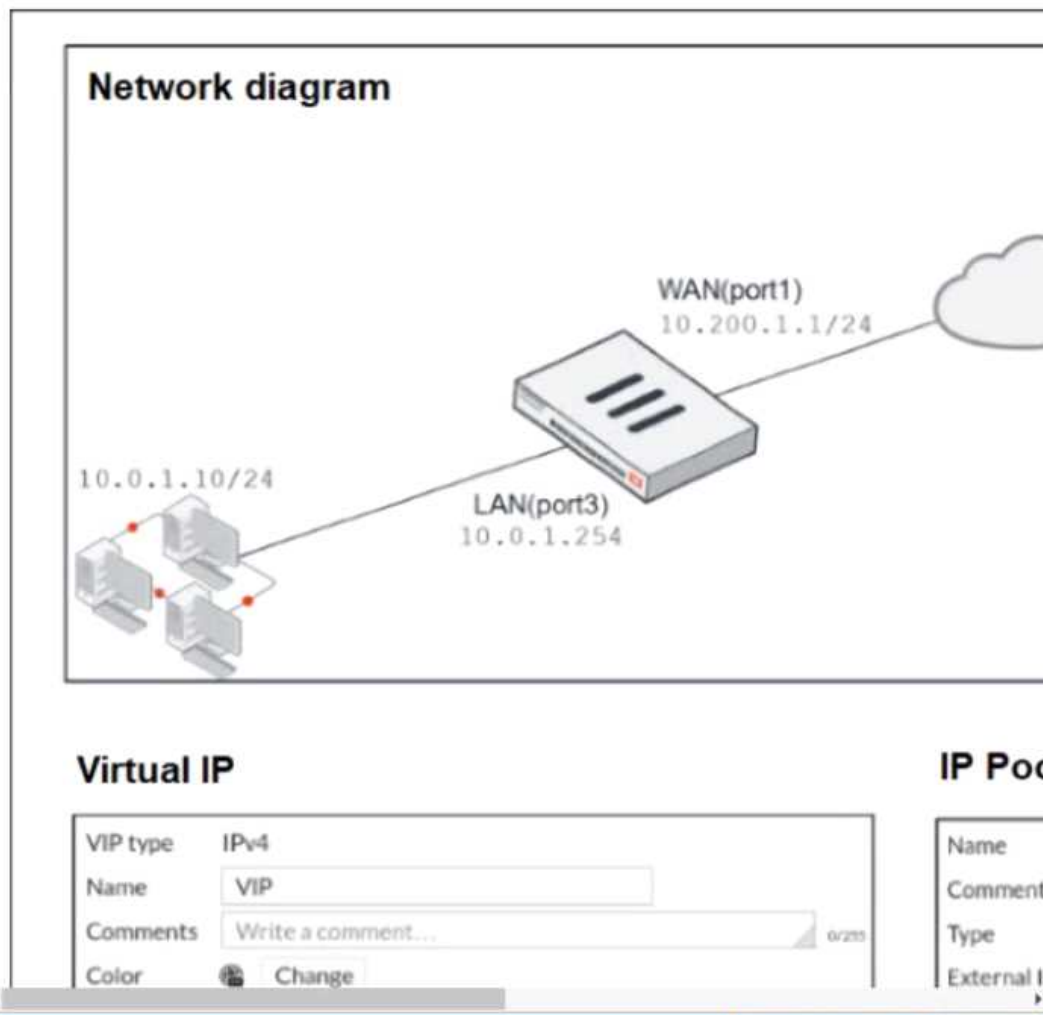 Network diagram
WAN(port1)
10.200.1.1/24
10.0.1.10/24
LAN(port3)
10.0.1.254
Virtual IP
IP Poo
VIP type IPv4
Name VIP
Comments Write a comment... 0/255
Color Change
Name
Comment
Type
External I